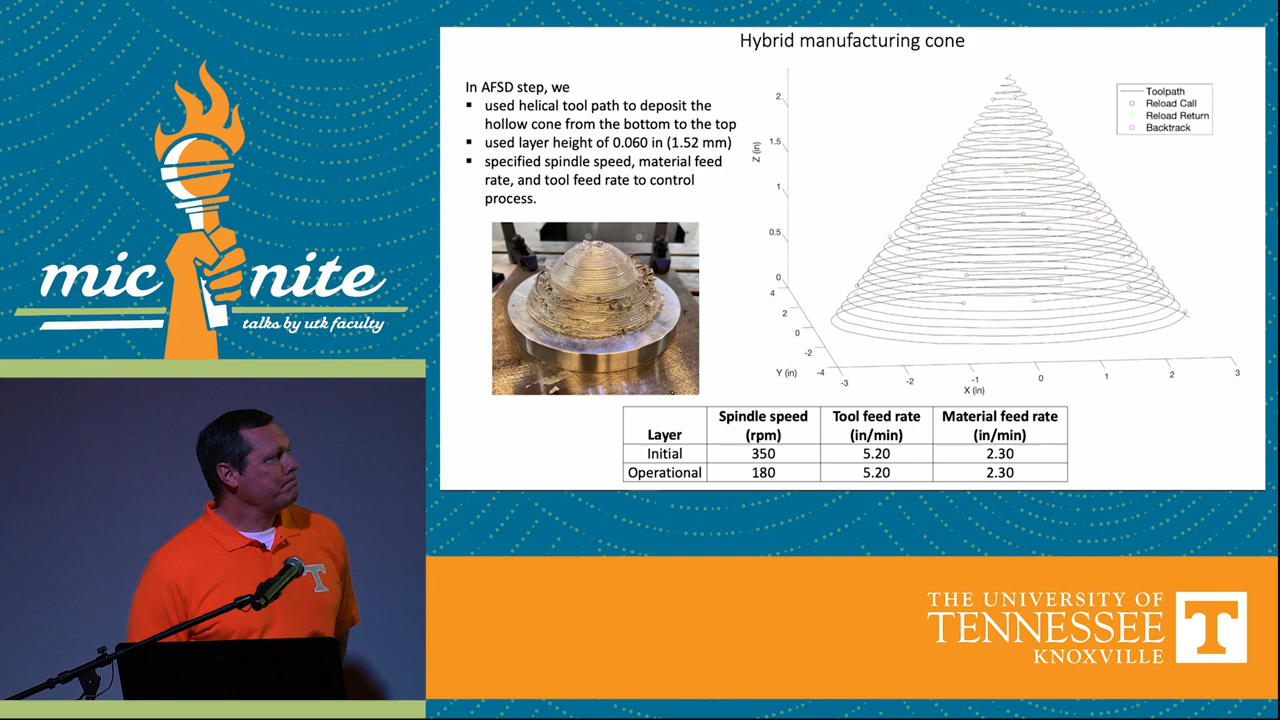 mic nite
talks by utk faculty
Hybrid manufacturing cone
In AFSD step, we
▪ used helical tool path to deposit the
hollow cone from the bottom to the top
▪ used layer height of 0.060 in (1.52 mm)
▪ specified spindle speed, material feed
rate, and tool feed rate to control
process.
Toolpath
Reload Call
Reload Return
Backtrack
Z (in)
2
1.5
1
0.5
0
4
2
0
-2
-4
Y (in)
-3
-2
-1
0
1
2
3
X (in)
Layer Spindle speed (rpm) Tool feed rate (in/min) Material feed rate (in/min)
Initial 350 5.20 2.30
Operational 180 5.20 2.30
T
THE UNIVERSITY OF
TENNESSEE
KNOXVILLE
T